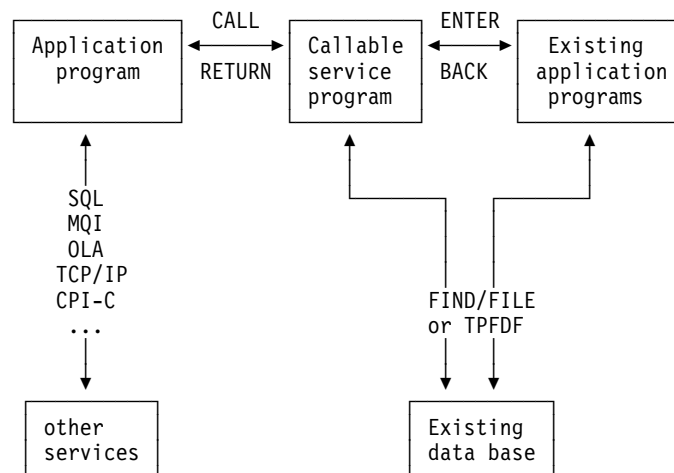 CALL
ENTER
Application
program
RETURN
Callable
service
program
BACK
Existing
application
programs
SQL
MQI
OLA
TCP/IP
CPI-C
...
FIND/FILE
or TPFDF
other
services
Existing
data base